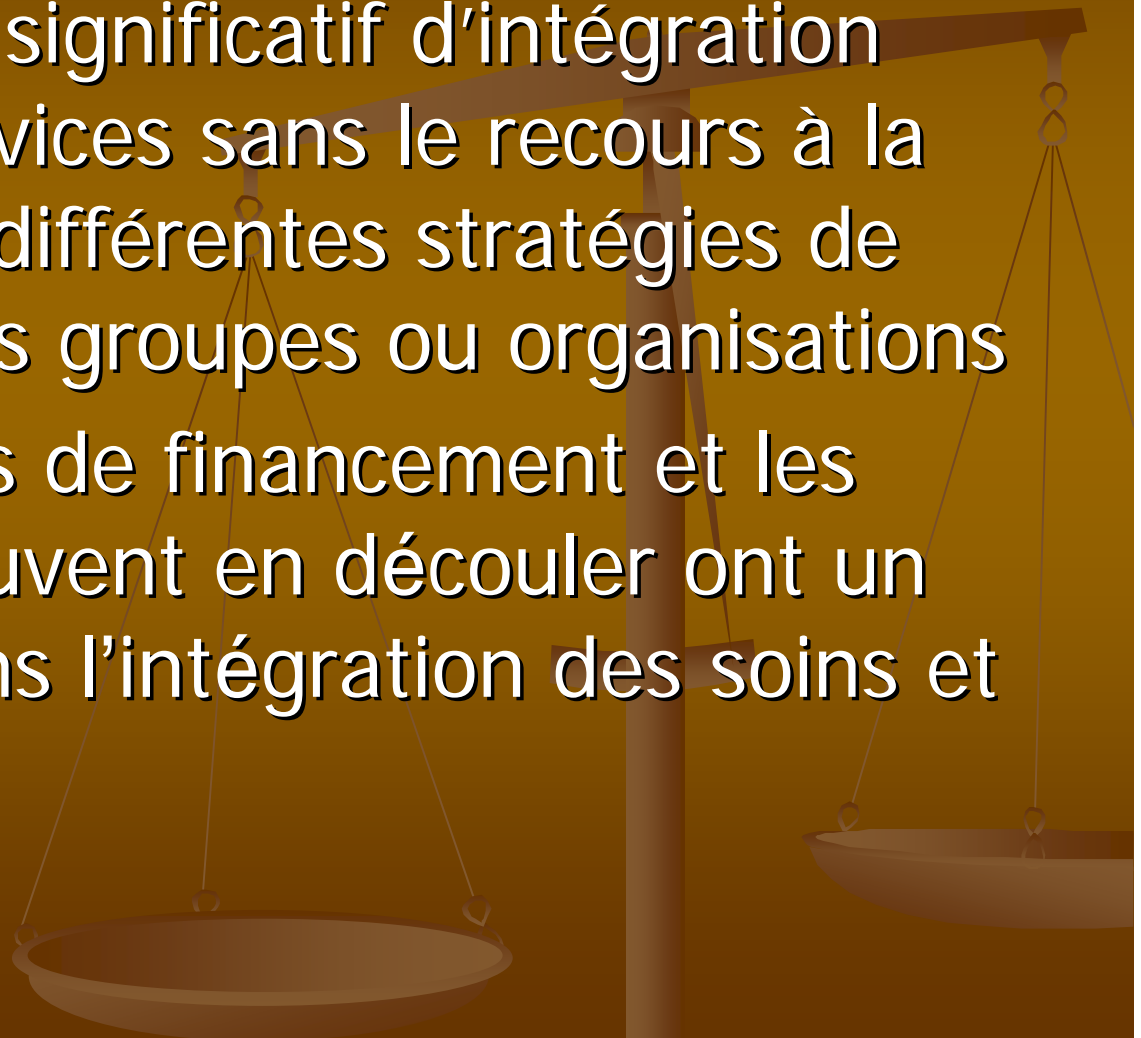 significatif d'intégration
vices sans le recours à la
différentes stratégies de
s groupes ou organisations
s de financement et les
uvent en découler ont un
ns l’intégration des soins et